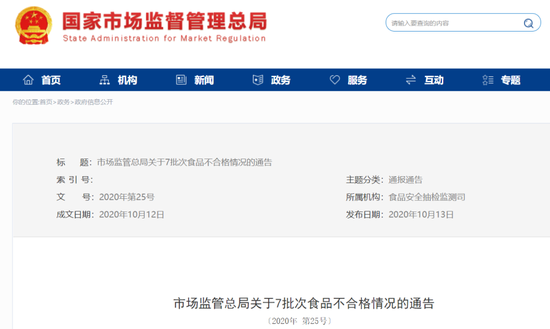 国家市场监督管理总局
State Administration for Market Regulation
请输入要查询的内容
首页 机构 新闻 政务 服务 互动 专题
你的位置:首页>政务>政府信息公开
标 题：市场监管总局关于7批次食品不合格情况的通告
索 引 号： 主题分类：通报通告
文 号：2020年第25号 所属机构：食品安全抽检监测司
成文日期：2020年10月12日 发布日期：2020年10月13日
市场监管总局关于7批次食品不合格情况的通告
〔2020年 第25号〕